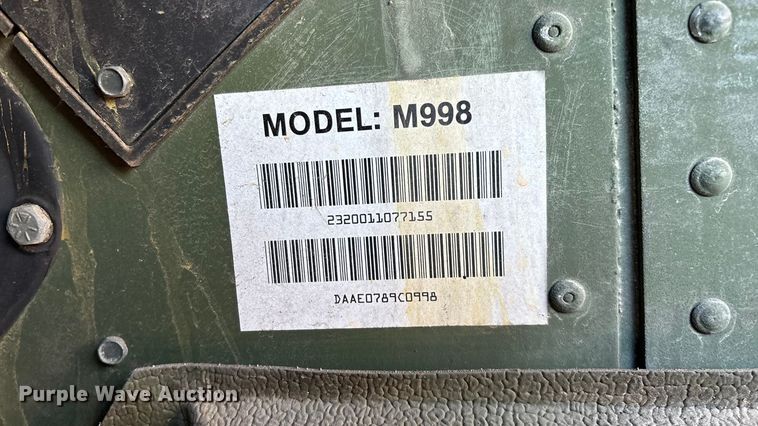 MODEL: M998
2320011077155
DAAE0789C0998
Purple Wave Auction